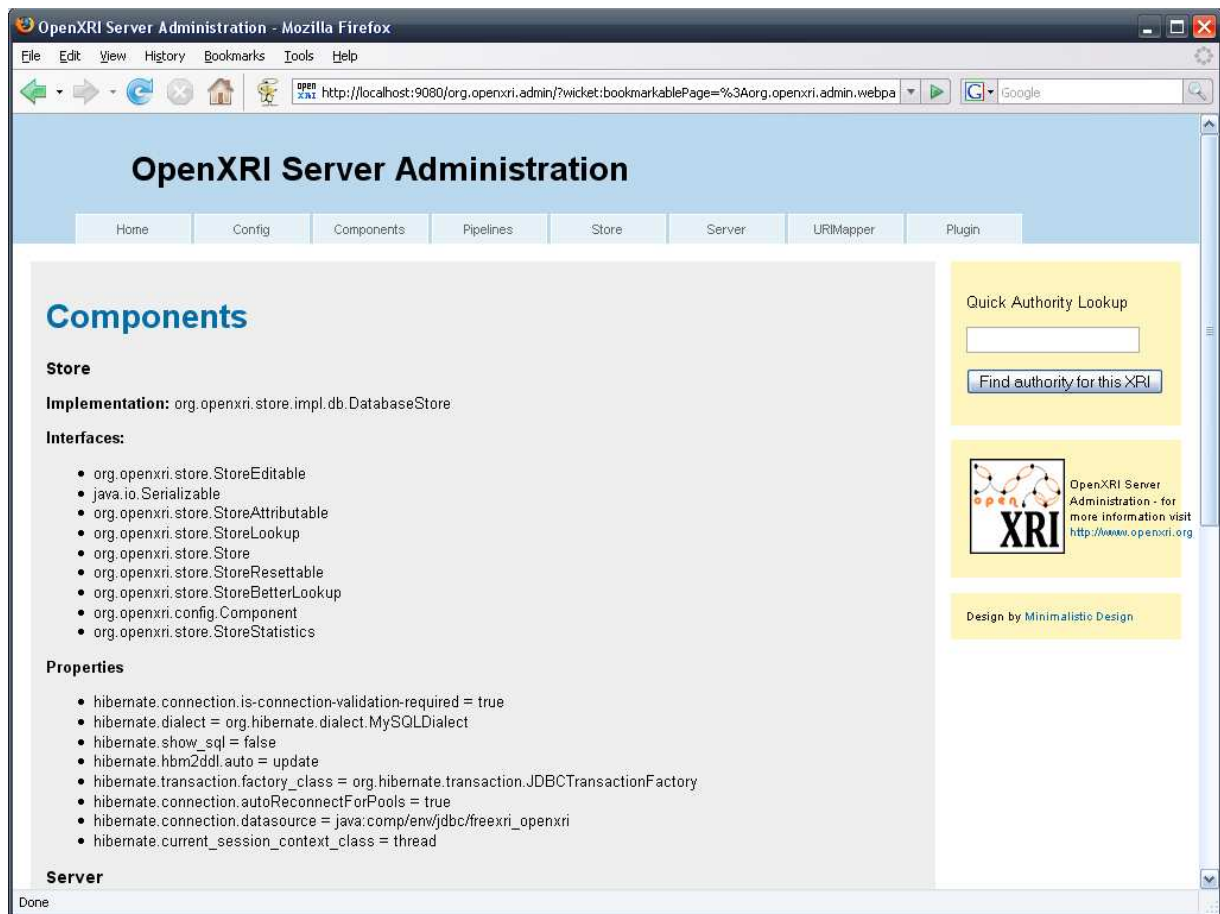 OpenXRI Server Administration - Mozilla Firefox
File Edit View History Bookmarks Tools Help
open XRI http://localhost:9080/org.openxri.admin/?wicket:bookmarkablePage=%3Aorg.openxri.admin.webpa
G Google
OpenXRI Server Administration
Home Config Components Pipelines Store Server URIMapper Plugin
Components
Store
Implementation: org.openxri.store.impl.db.DatabaseStore
Interfaces:
org.openxri.store.StoreEditable
java.io.Serializable
org.openxri.store.StoreAttributable
org.openxri.store.StoreLookup
org.openxri.store.Store
org.openxri.store.StoreResettable
org.openxri.store.StoreBetterLookup
org.openxri.config.Component
org.openxri.store.StoreStatistics
Properties
hibernate.connection.is-connection-validation-required = true
hibernate.dialect = org.hibernate.dialect.MySQLDialect
hibernate.show_sql = false
hibernate.hbm2ddl.auto = update
hibernate.transaction.factory_class = org.hibernate.transaction.JDBCTransactionFactory
hibernate.connection.autoReconnectForPools = true
hibernate.connection.datasource = java:comp/env/jdbc/freexri_openxri
hibernate.current_session_context_class = thread
Server
Quick Authority Lookup
Find authority for this XRI
open
XRI
OpenXRI Server
Administration - for
more information visit
http://www.openxri.org
Design by Minimalistic Design
Done